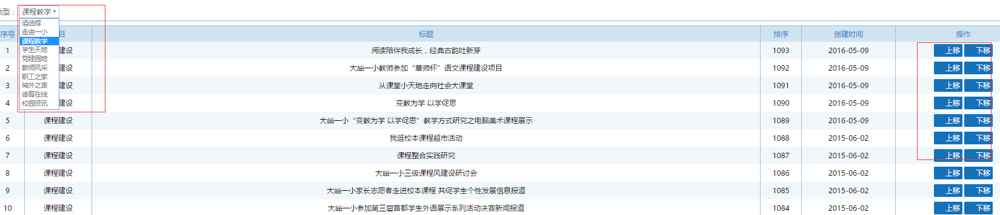 类型： 课程教学
请选择
走进一小
课程教学
学生天地
党建园地
教师风采
职工之家
域外之声
德育在线
校园资讯
序号 目 标题 排序 创建时间 操作
1 建设 阅读陪伴我成长，经典古韵吐新芽 1093 2016-05-09 上移 下移
2 建设 大峪一小教师参加“華师杯”语文课程建设项目 1092 2016-05-09 上移 下移
3 建设 从课堂小天地走向社会大课堂 1091 2016-05-09 上移 下移
4 建设 变教为学 以学促思 1090 2016-05-09 上移 下移
5 课程建设 大峪一小“变教为学 以学促思”教学方式研究之电脑美术课程展示 1089 2016-05-09 上移 下移
6 课程建设 我逛校本课程超市活动 1088 2015-06-02 上移 下移
7 课程建设 课程整合实践研究 1087 2015-06-02 上移 下移
8 课程建设 大峪一小三级课程风建设研讨会 1086 2015-06-02 上移 下移
9 课程建设 大峪一小家长志愿者走进校本课程 共促学生个性发展信息报道 1085 2015-06-02 上移 下移
10 课程建设 大峪一小参加第三届首都学生外语展示系列活动决赛新闻报道 1084 2015-06-02 上移 下移